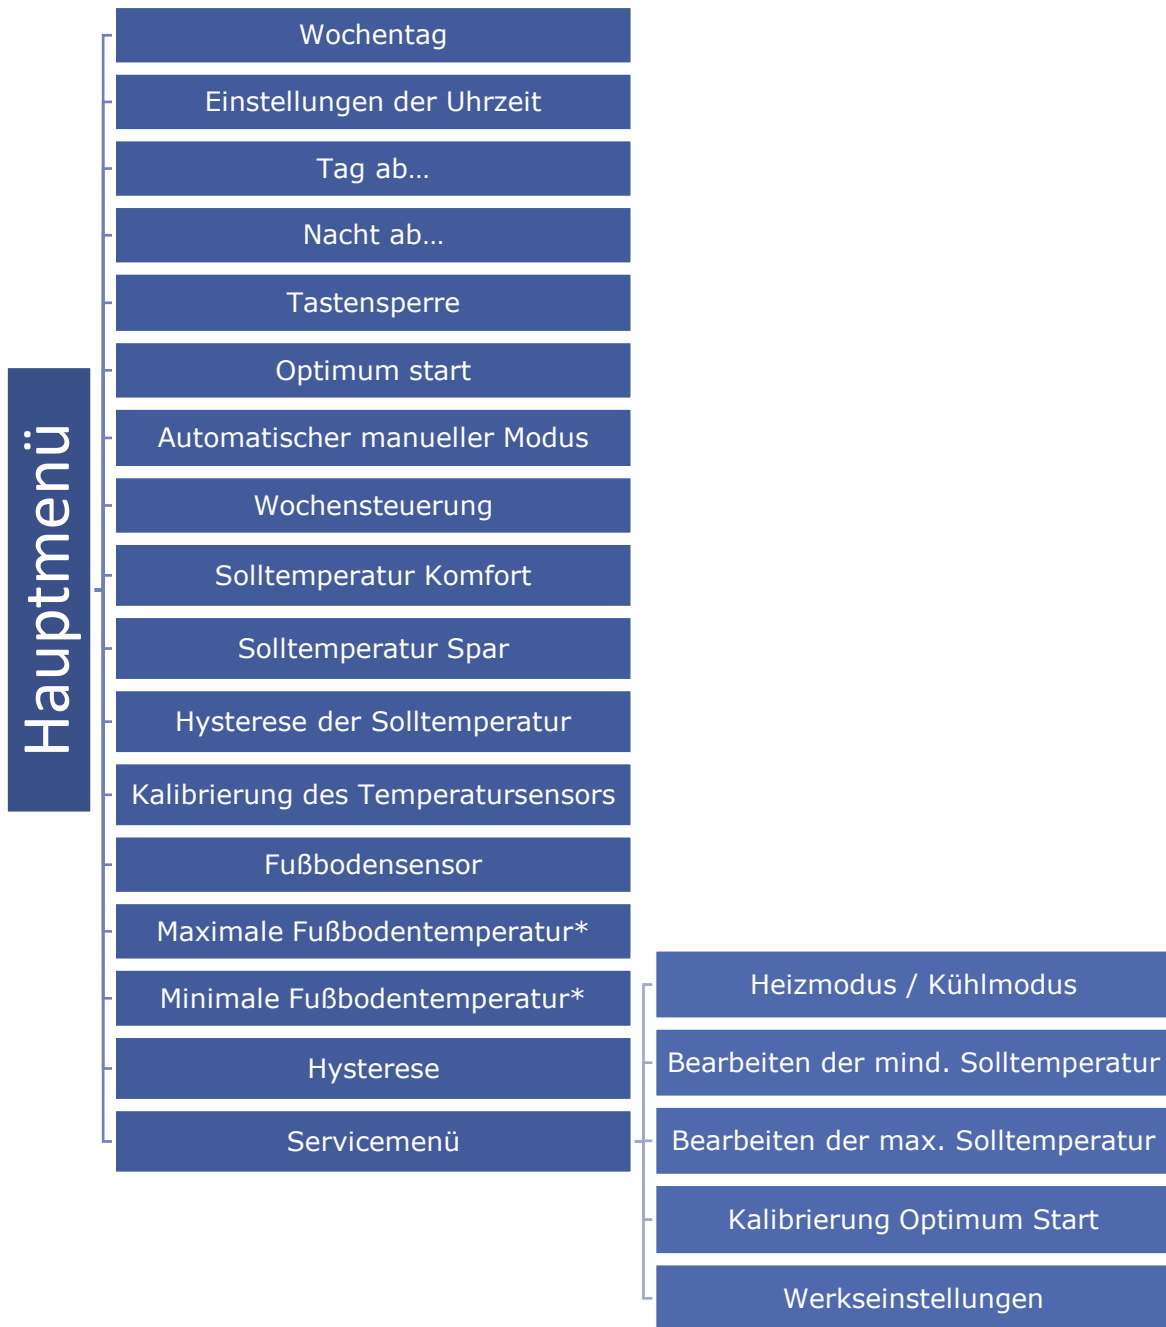 Hauptmenü
Wochentag
Einstellungen der Uhrzeit
Tag ab…
Nacht ab…
Tastensperre
Optimum start
Automatischer manueller Modus
Wochensteuerung
Solltemperatur Komfort
Solltemperatur Spar
Hysterese der Solltemperatur
Kalibrierung des Temperatursensors
Fußbodensensor
Maximale Fußbodentemperatur*
Minimale Fußbodentemperatur*
Hysterese
Servicemenü
Heizmodus / Kühlmodus
Bearbeiten der mind. Solltemperatur
Bearbeiten der max. Solltemperatur
Kalibrierung Optimum Start
Werkseinstellungen